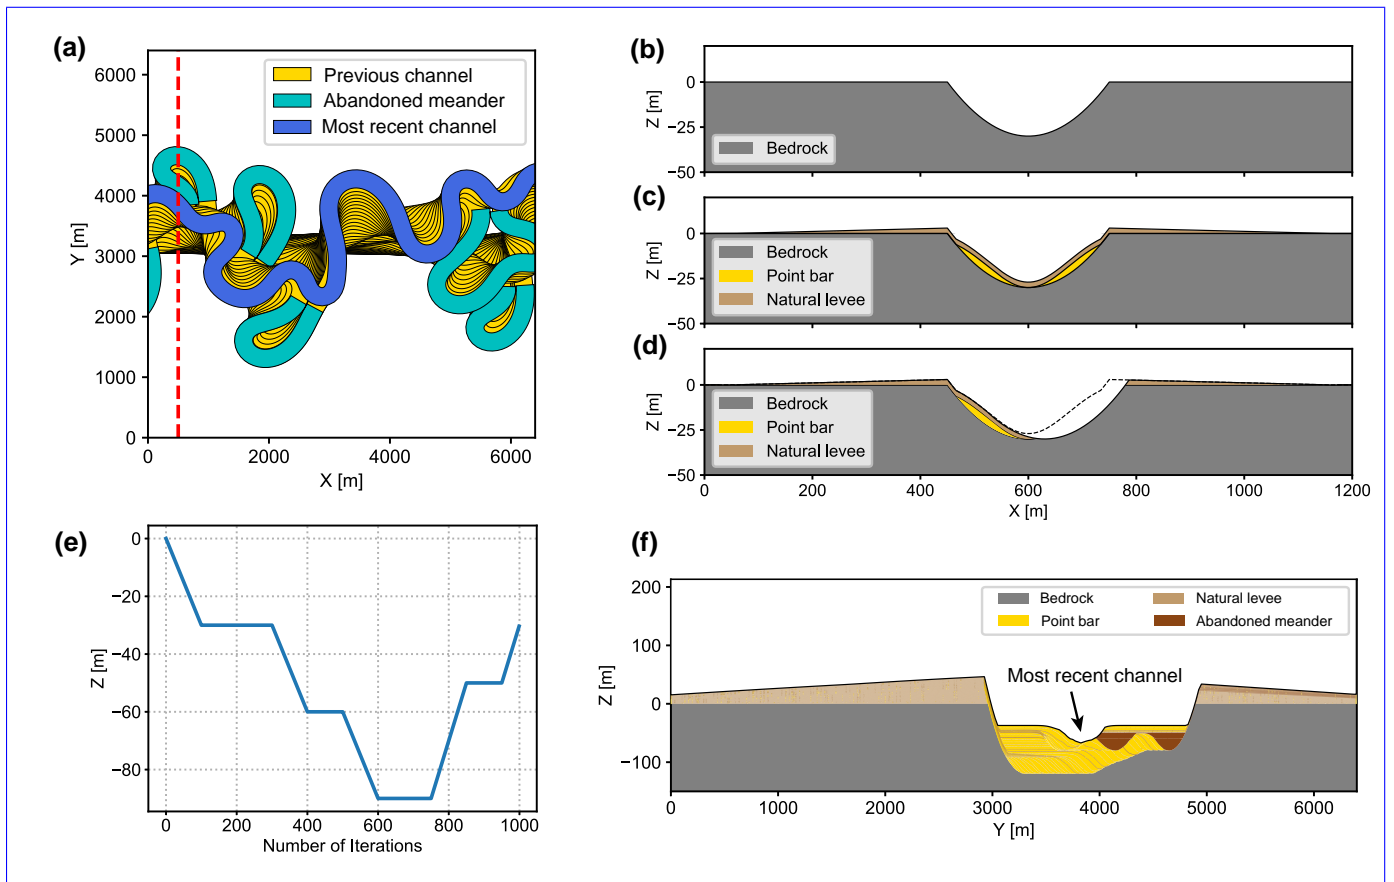 (a)
6000
5000
4000
3000
2000
1000
0
Y [m]
0 2000 4000 6000
X [m]
Previous channel
Abandoned meander
Most recent channel
(b)
0
−25
−50
Z [m]
Bedrock
(c)
0
−25
−50
Z [m]
Bedrock
Point bar
Natural levee
(d)
0
−25
−50
Z [m]
Bedrock
Point bar
Natural levee
0 200 400 600 800 1000 1200
X [m]
(e)
0
−20
−40
−60
−80
Z [m]
0 200 400 600 800 1000
Number of Iterations
(f)
200
100
0
−100
Z [m]
Bedrock Natural levee
Point bar Abandoned meander
Most recent channel
0 1000 2000 3000 4000 5000 6000
Y [m]